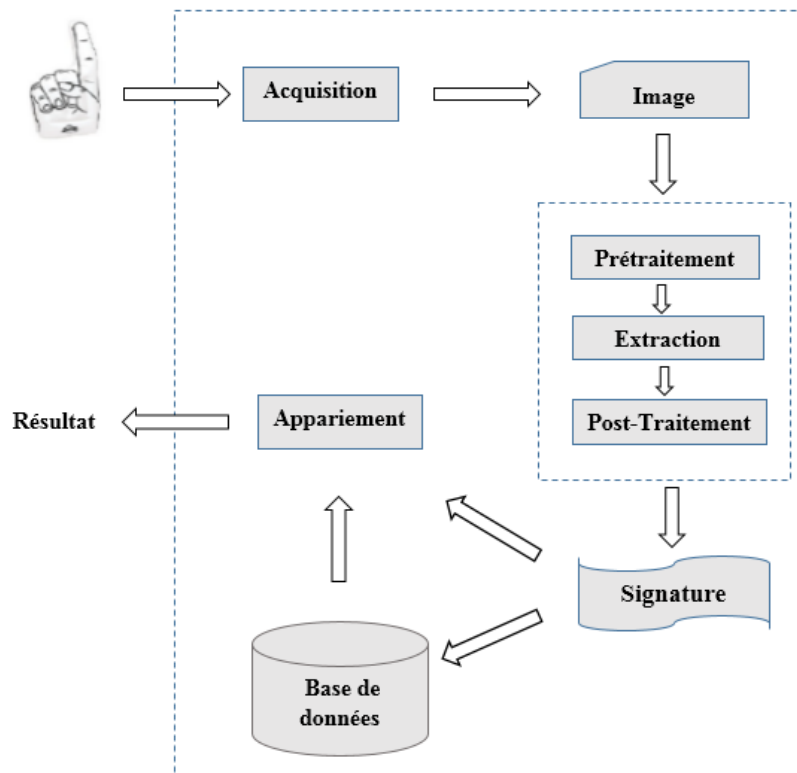 Acquisition
Image
Prétraitement
Extraction
Post-Traitement
Résultat
Appariement
Signature
Base de
données